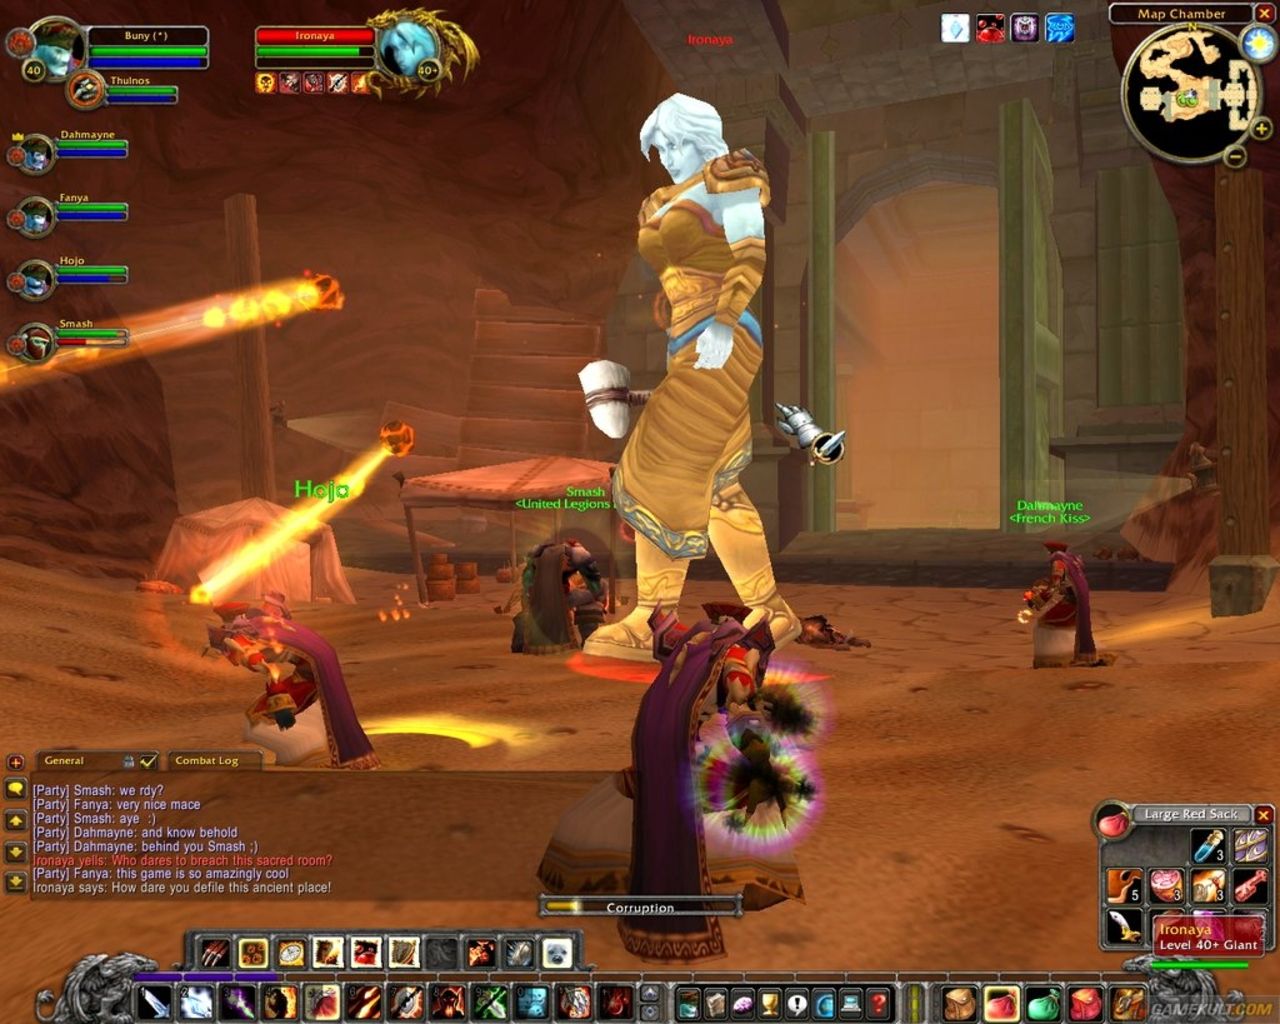 Buny (*)
Ironaya
Ironaya
Map Chamber
N
40
40+
Thulnos
Dahmayne
Fanya
Hojo
Smash
Hojo
Smash
<United Legions
Dahmayne
<French Kiss>
General
Combat Log
[Party] Smash: we rdy?
[Party] Fanya: very nice mace
[Party] Smash: aye :)
[Party] Dahmayne: and know behold
[Party] Dahmayne: behind you Smash ;)
Ironaya yells: Who dares to breach this sacred room?
[Party] Fanya: this game is so amazingly cool
Ironaya says: How dare you defile this ancient place!
Large Red Sack
3
5
3
3
Corruption
Ironaya
Level 40+ Giant
GAMEKULT.COM